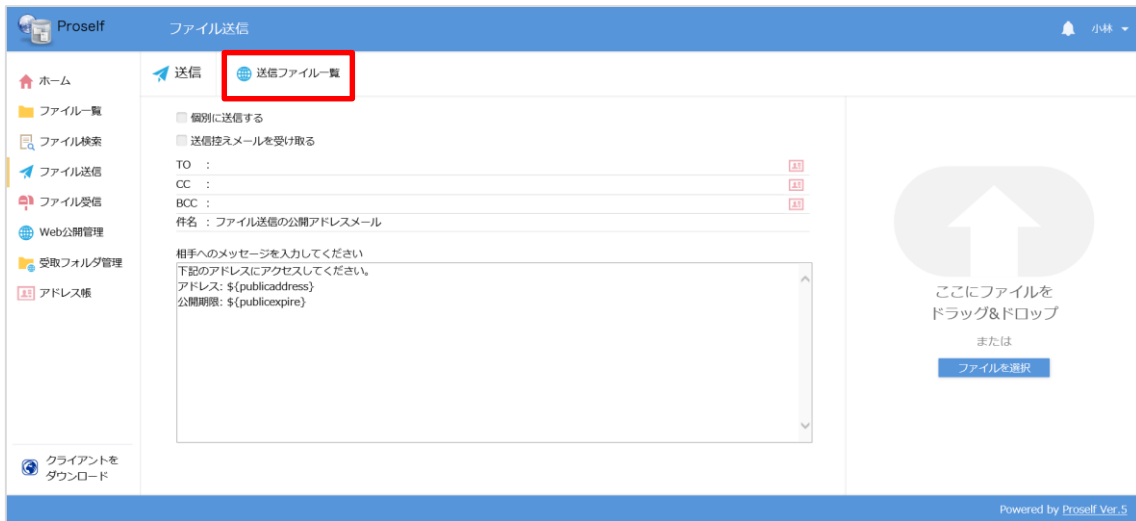 Proself
ファイル送信
小林
ホーム
ファイル一覧
ファイル検索
ファイル送信
ファイル受信
Web公開管理
受取フォルダ管理
アドレス帳
クライアントを
ダウンロード
送信
送信ファイル一覧
個別に送信する
送信控えメールを受け取る
TO :
CC :
BCC :
件名 : ファイル送信の公開アドレスメール
相手へのメッセージを入力してください
下記のアドレスにアクセスしてください。
アドレス: ${publicaddress}
公開期限: ${publicexpire}
ここにファイルを
ドラッグ&ドロップ
または
ファイルを選択
Powered by Proself Ver.5